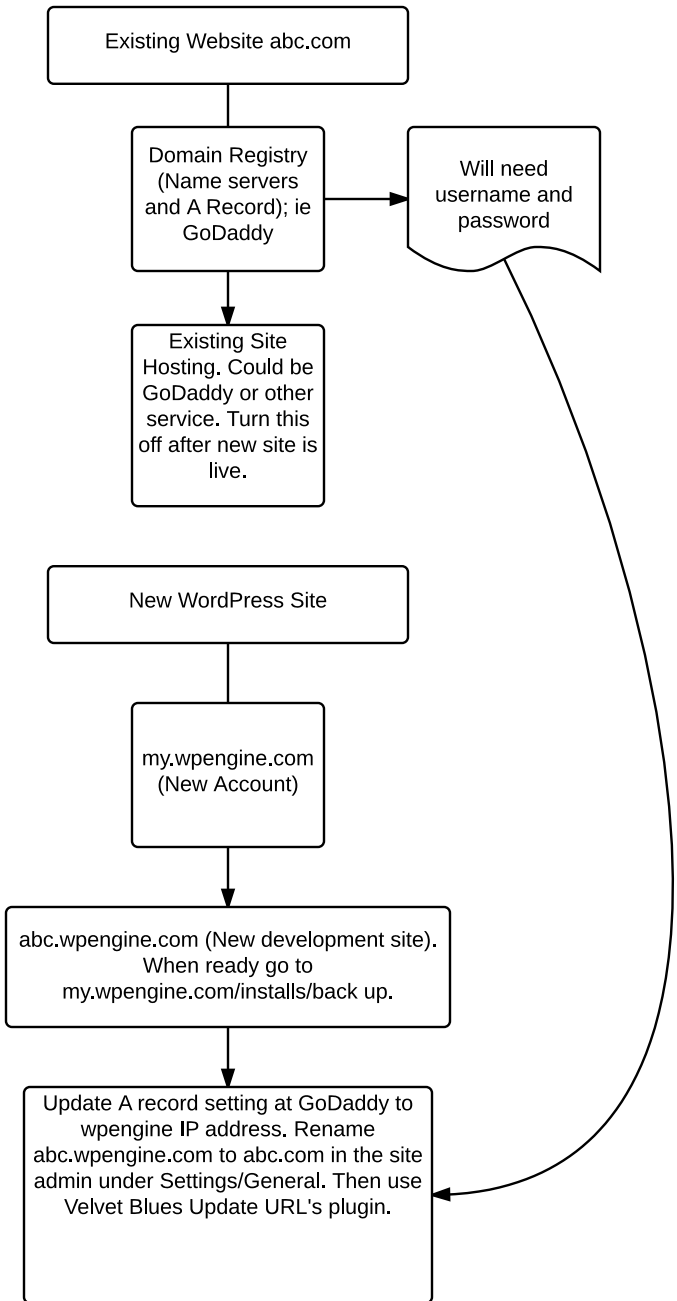 Existing Website abc.com
Domain Registry
(Name servers
and A Record); ie
GoDaddy
Will need
username and
password
Existing Site
Hosting. Could be
GoDaddy or other
service. Turn this
off after new site is
live.
New WordPress Site
my.wpengine.com
(New Account)
abc.wpengine.com (New development site).
When ready go to
my.wpengine.com/installs/back up.
Update A record setting at GoDaddy to
wpengine IP address. Rename
abc.wpengine.com to abc.com in the site
admin under Settings/General. Then use
Velvet Blues Update URL's plugin.